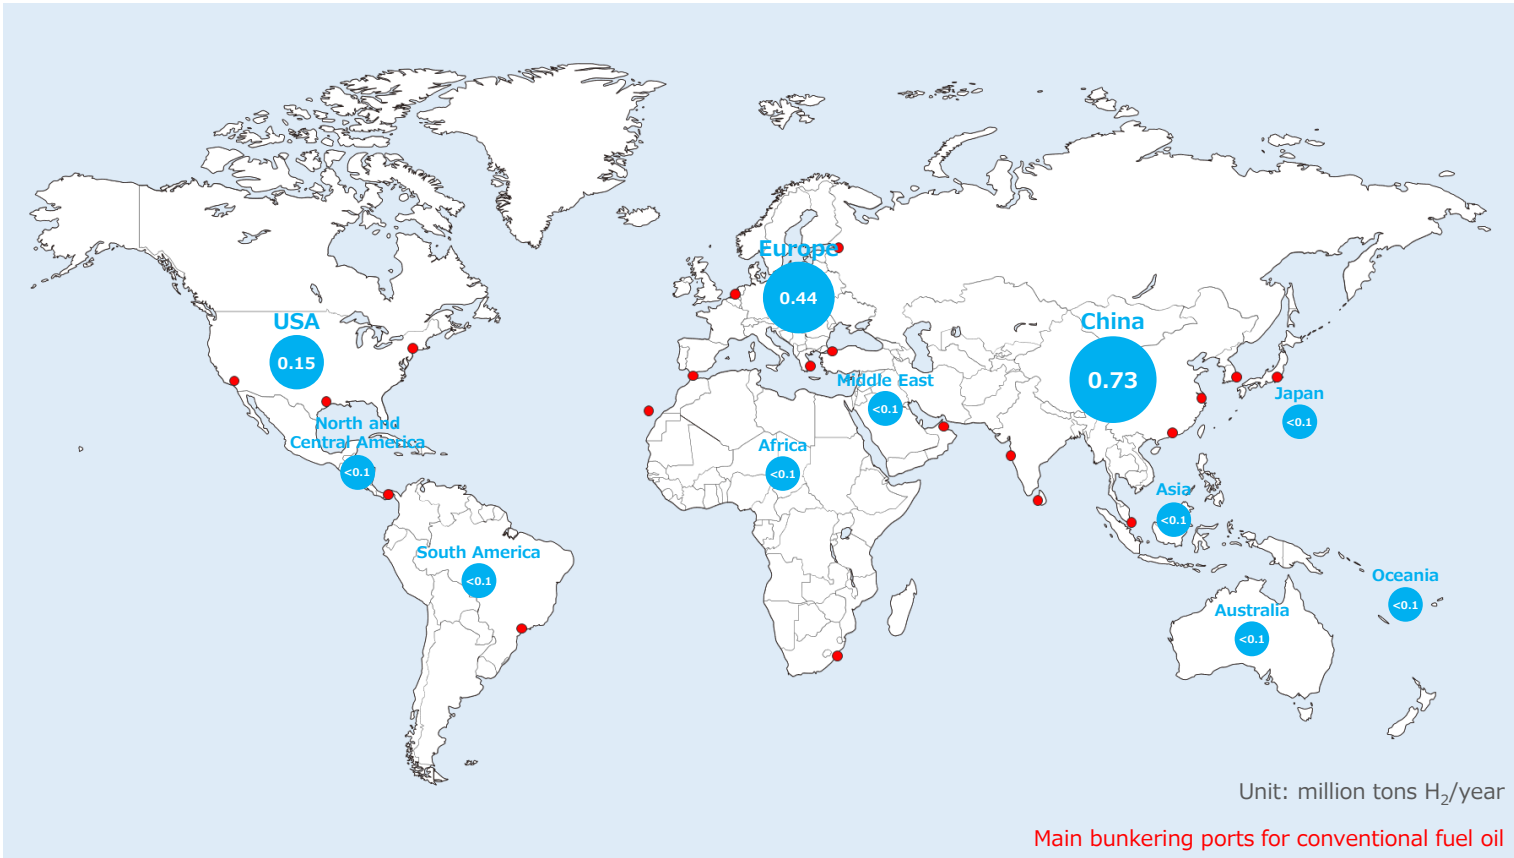 Europe
0.44
USA
0.15
China
0.73
Middle East
<0.1
Japan
<0.1
North and
Central America
<0.1
Africa
<0.1
Asia
<0.1
South America
<0.1
Oceania
<0.1
Australia
<0.1
Unit: million tons H₂/year
Main bunkering ports for conventional fuel oil